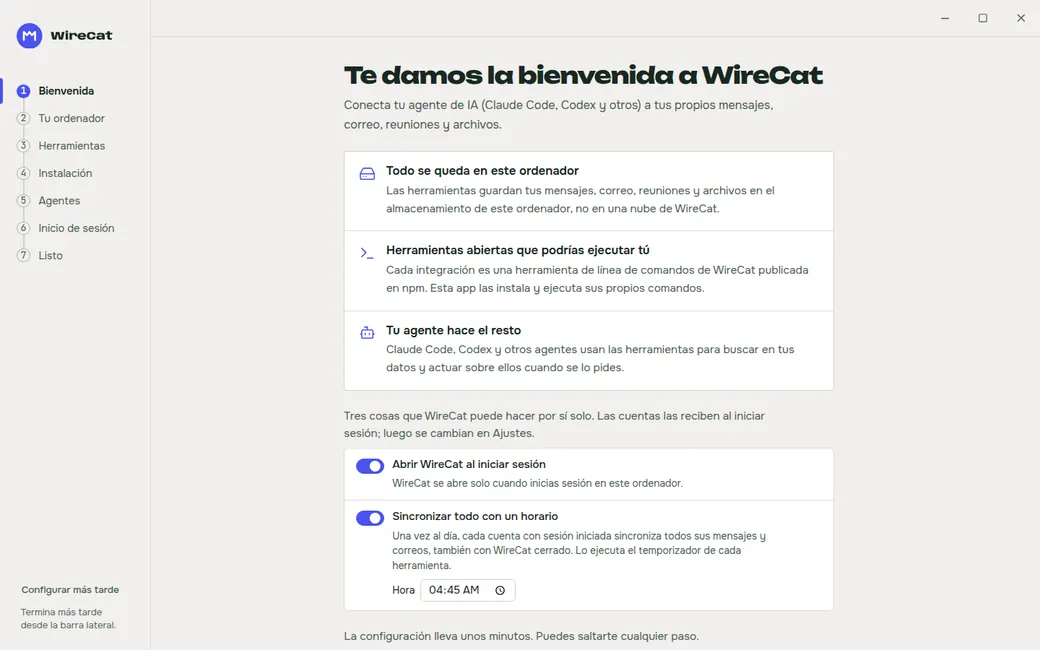 WireCat
1 Bienvenida
2 Tu ordenador
3 Herramientas
4 Instalación
5 Agentes
6 Inicio de sesión
7 Listo
Configurar más tarde
Termina más tarde
desde la barra lateral.
Te damos la bienvenida a WireCat
Conecta tu agente de IA (Claude Code, Codex y otros) a tus propios mensajes,
correo, reuniones y archivos.
Todo se queda en este ordenador
Las herramientas guardan tus mensajes, correo, reuniones y archivos en el
almacenamiento de este ordenador, no en una nube de WireCat.
Herramientas abiertas que podrías ejecutar tú
Cada integración es una herramienta de línea de comandos de WireCat publicada
en npm. Esta app las instala y ejecuta sus propios comandos.
Tu agente hace el resto
Claude Code, Codex y otros agentes usan las herramientas para buscar en tus
datos y actuar sobre ellos cuando se lo pides.
Tres cosas que WireCat puede hacer por sí solo. Las cuentas las reciben al iniciar
sesión; luego se cambian en Ajustes.
Abrir WireCat al iniciar sesión
WireCat se abre solo cuando inicias sesión en este ordenador.
Sincronizar todo con un horario
Una vez al día, cada cuenta con sesión iniciada sincroniza todos sus mensajes y
correos, también con WireCat cerrado. Lo ejecuta el temporizador de cada
herramienta.
Hora 04:45 AM
La configuración lleva unos minutos. Puedes saltarte cualquier paso.